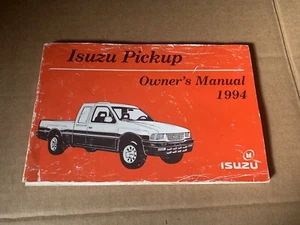 Isuzu Pickup
Owner's Manual
1994
ISUZU